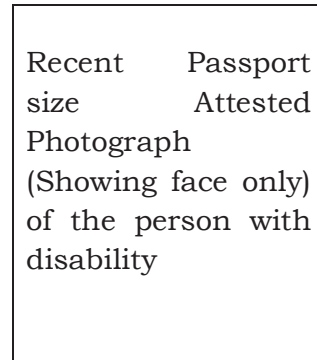 Recent Passport
size Attested
Photograph
(Showing face only)
of the person with
disability